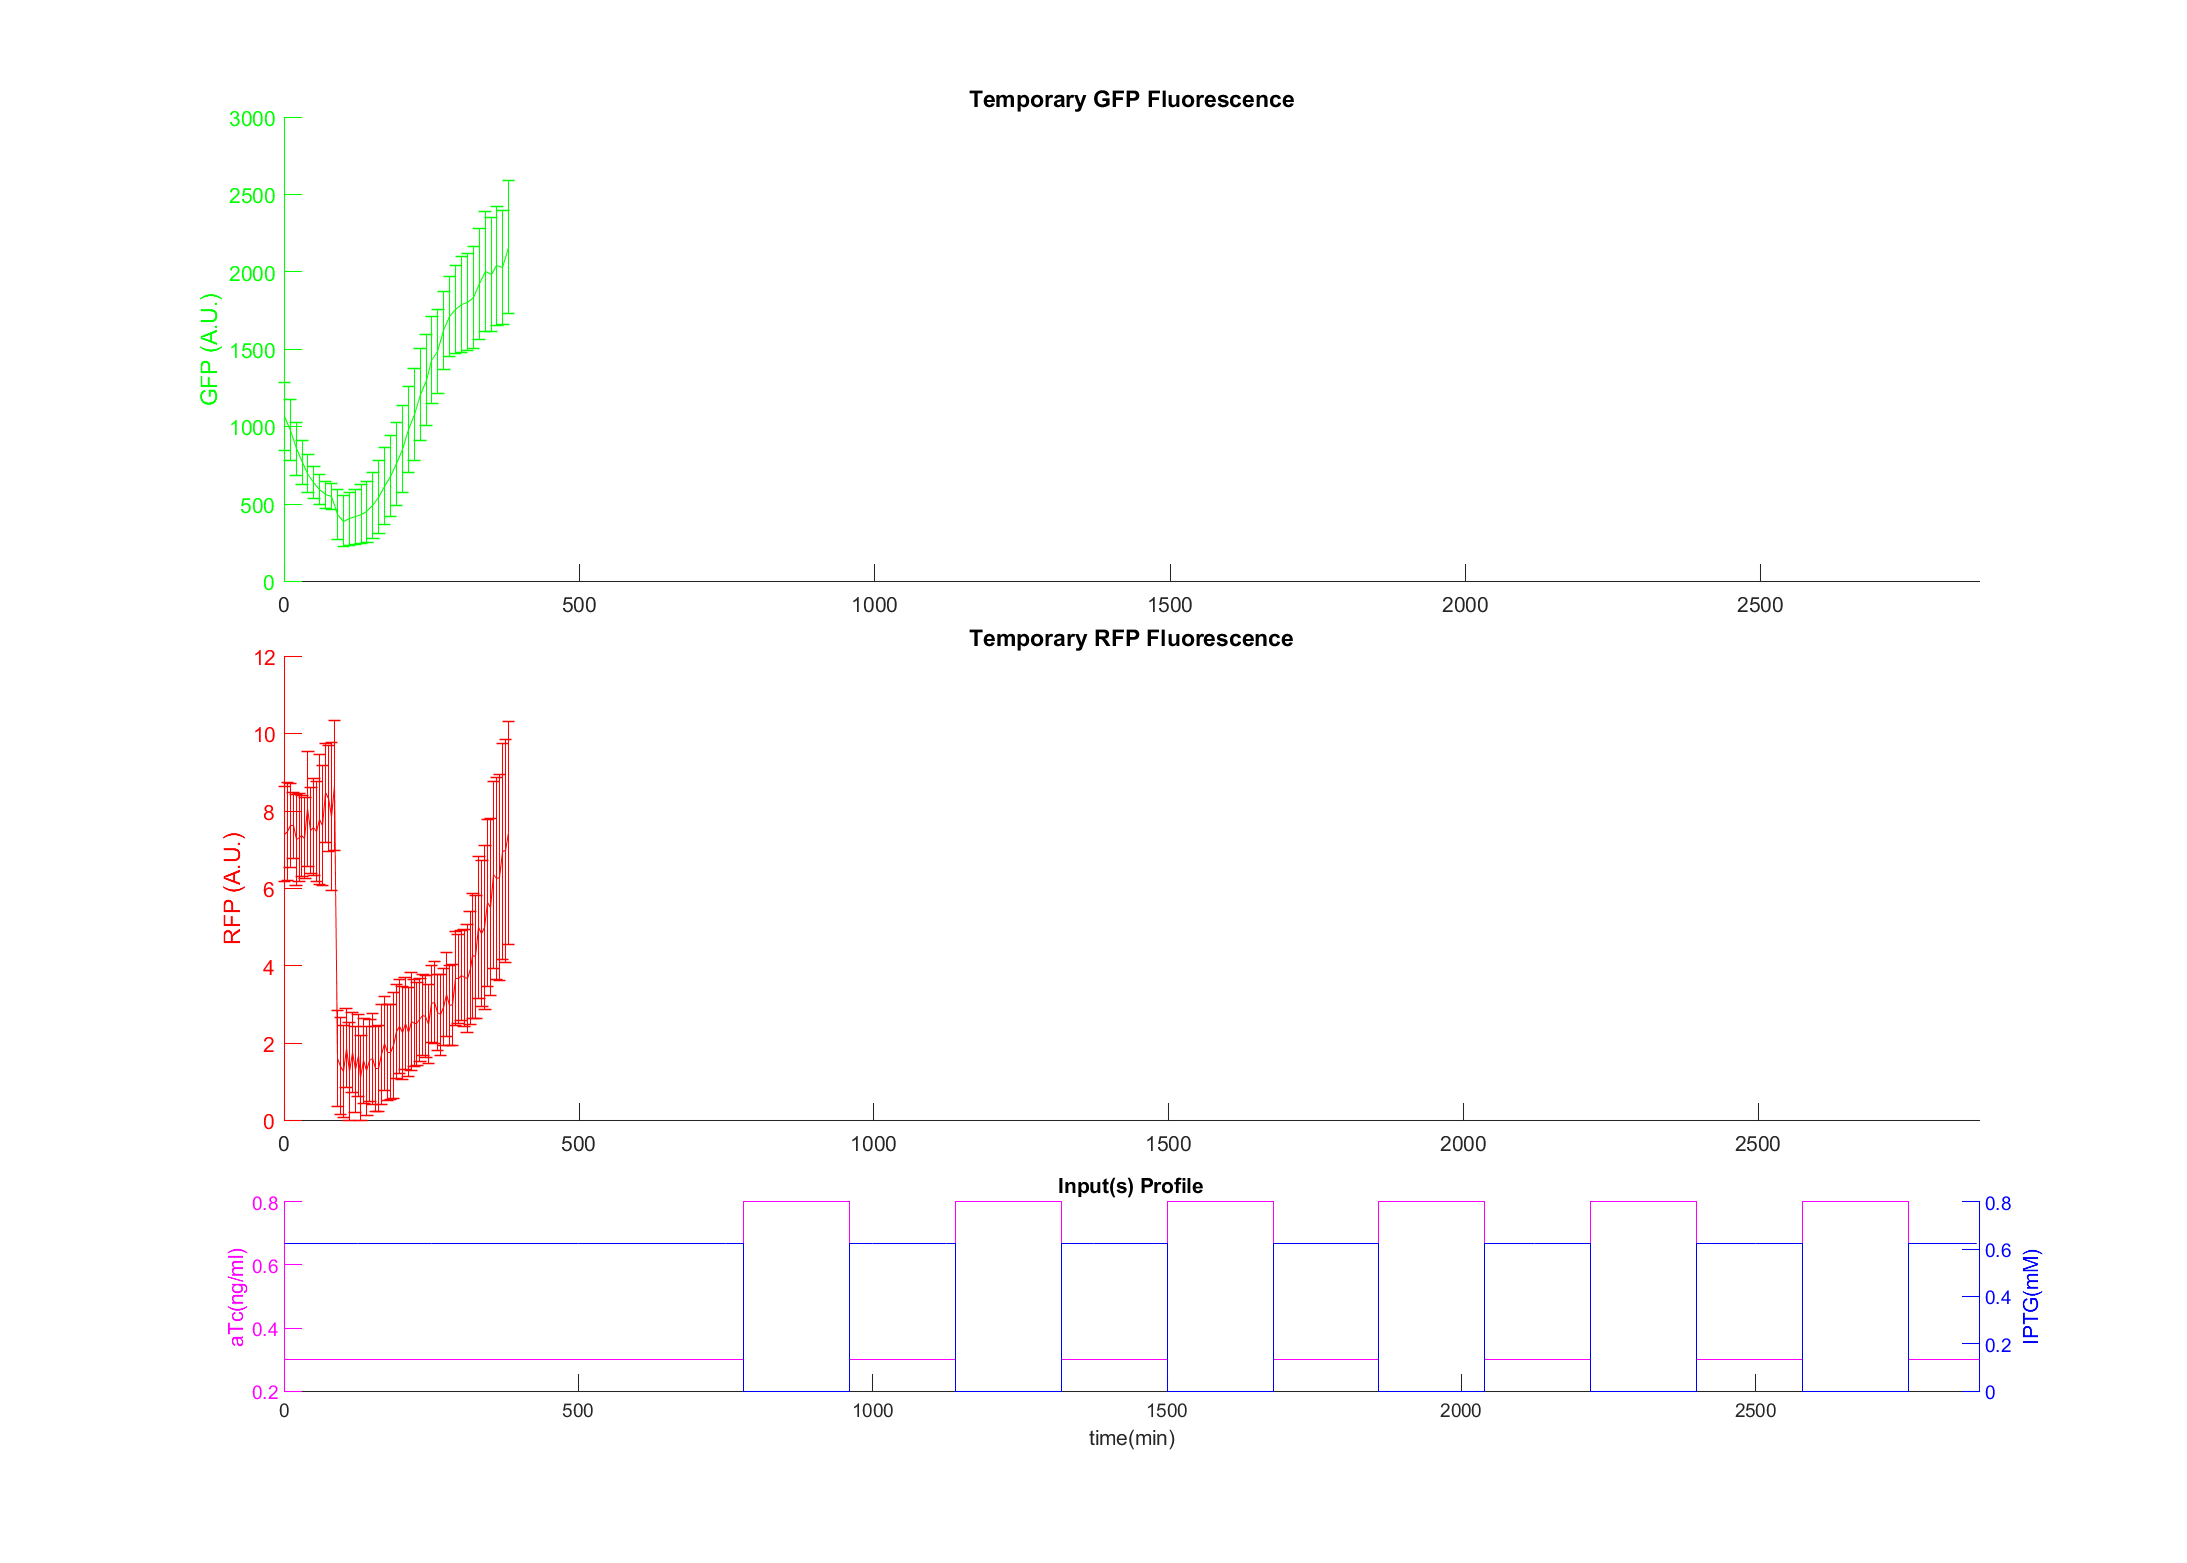 Temporary GFP Fluorescence
3000
2500
2000
1500
1000
500
0
GFP (A.U.)
0 500 1000 1500 2000 2500
Temporary RFP Fluorescence
12
10
8
6
4
2
0
RFP (A.U.)
0 500 1000 1500 2000 2500
Input(s) Profile
0.8
0.6
0.4
0.2
aTc(ng/ml)
0.8
0.6
0.4
0.2
0
IPTG(mM)
0 500 1000 1500 2000 2500
time(min)